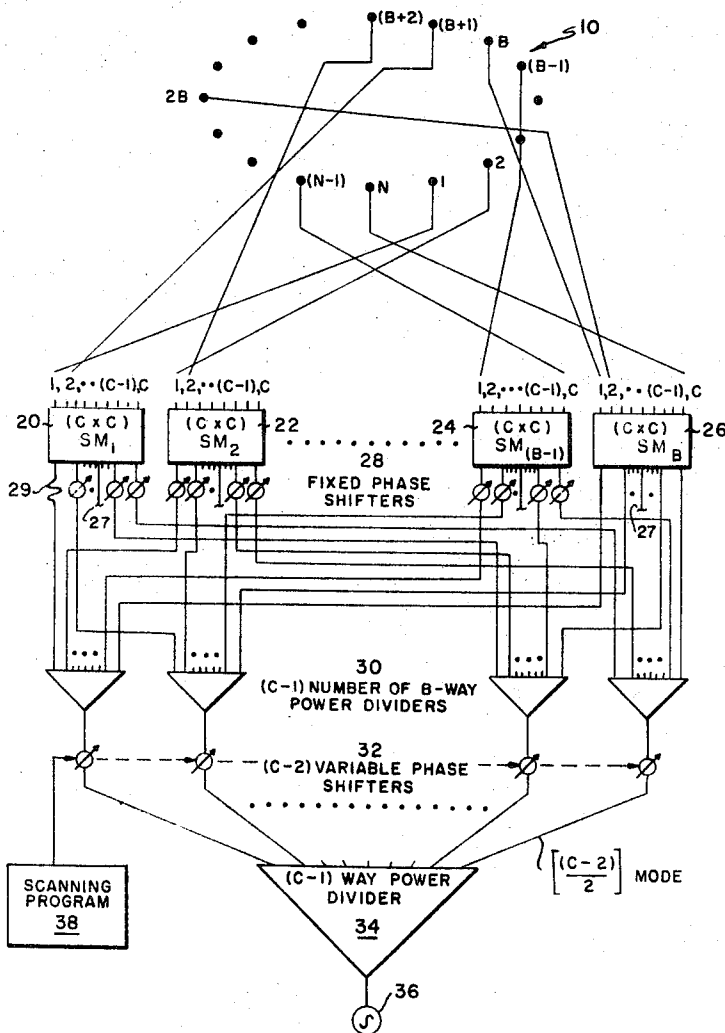 (B+2)
(B+1)
B
10
(B-1)
2B
2
(N-1)
N
1
1, 2, •• (C-1), C
1, 2, •• (C-1), C
1, 2, ••• (C-1), C
1, 2, •• (C-1), C
20
(C x C)
SM1
(C x C)
SM2
22
24
(C x C)
SM(B-1)
(C x C)
SMB
26
28
FIXED PHASE
SHIFTERS
29
27
27
30
(C-1) NUMBER OF B-WAY
POWER DIVIDERS
32
(C-2) VARIABLE PHASE
SHIFTERS
SCANNING
PROGRAM
38
(C-1) WAY POWER
DIVIDER
34
[(C-2)/2] MODE
36